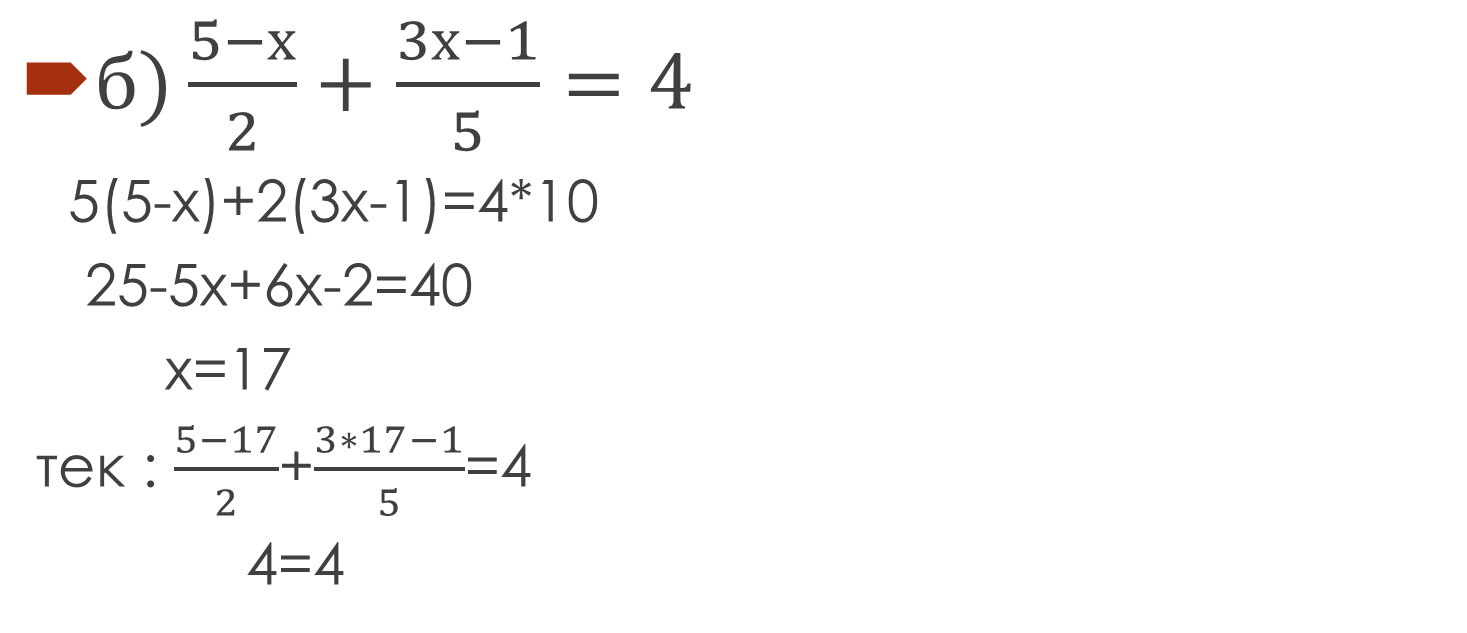 б) (5−x)/2 + (3x−1)/5 = 4
5(5-x)+2(3x-1)=4*10
25-5x+6x-2=40
x=17
тек : (5−17)/2+(3∗17−1)/5=4
4=4